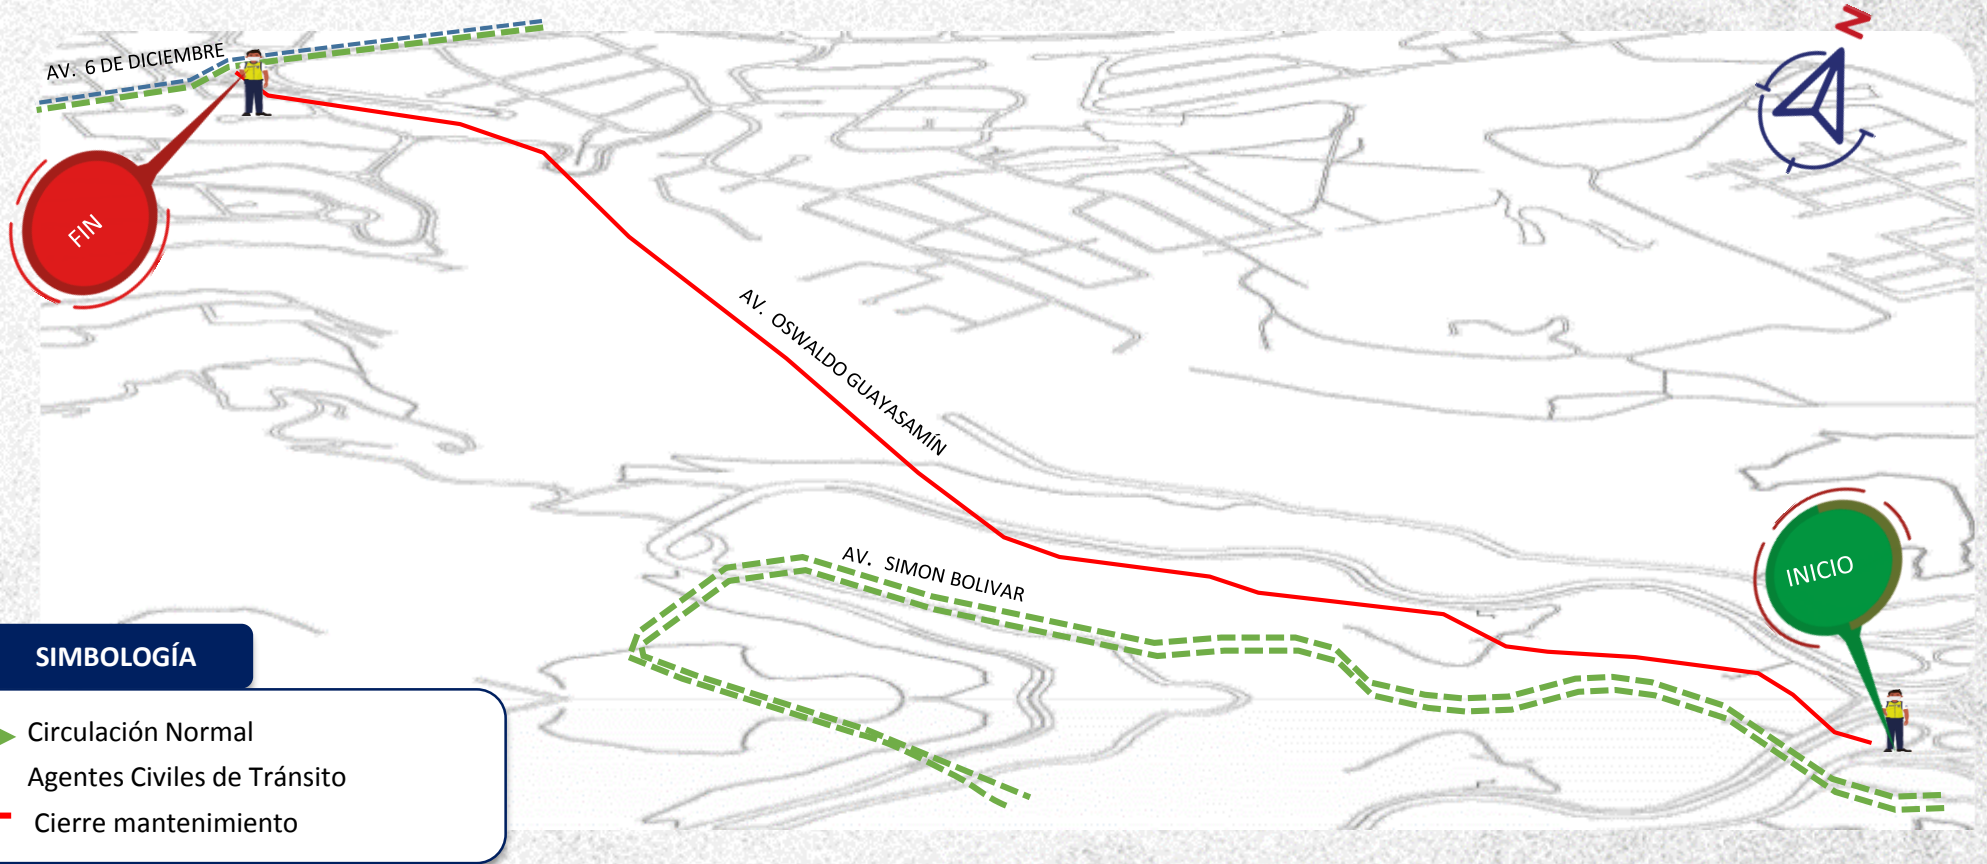 AV. 6 DE DICIEMBRE
N
FIN
AV. OSWALDO GUAYASAMÍN
AV. SIMON BOLIVAR
INICIO
SIMBOLOGÍA
Circulación Normal
Agentes Civiles de Tránsito
Cierre mantenimiento